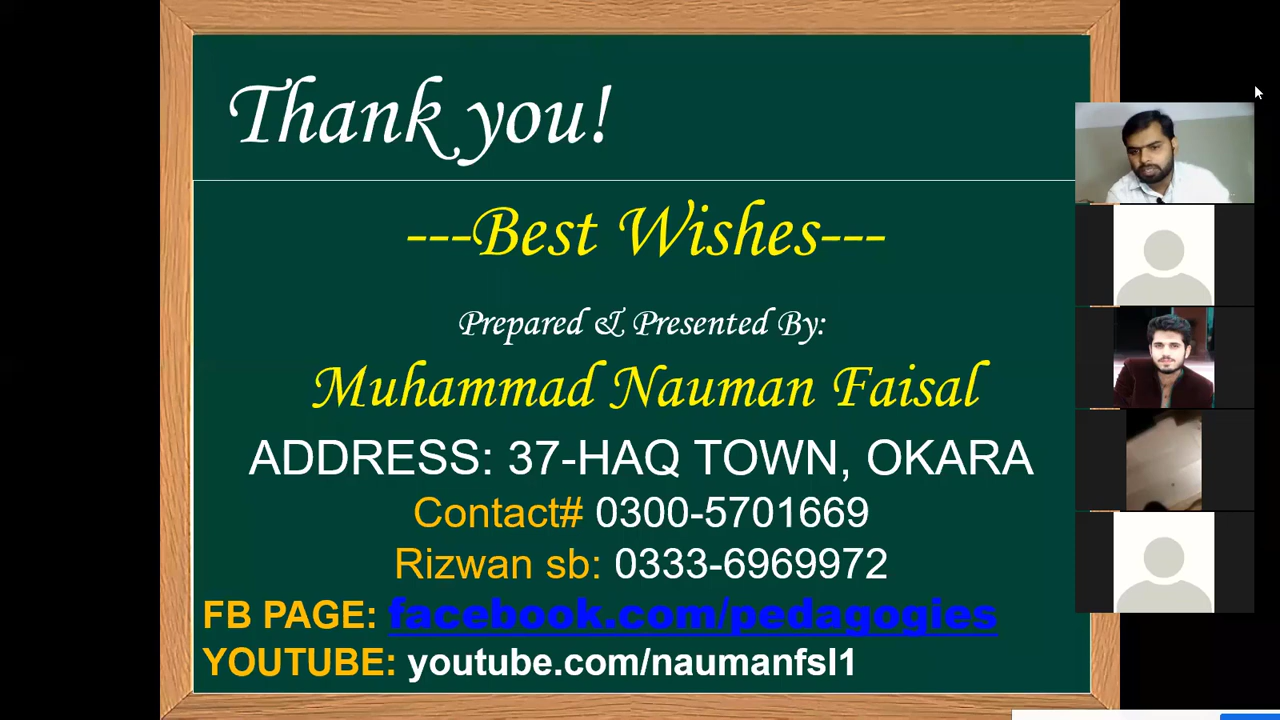 Thank you!
---Best Wishes---
Prepared & Presented By:
Muhammad Nauman Faisal
ADDRESS: 37-HAQ TOWN, OKARA
Contact# 0300-5701669
Rizwan sb: 0333-6969972
FB PAGE: facebook.com/pedagogies
YOUTUBE: youtube.com/naumanfsl1